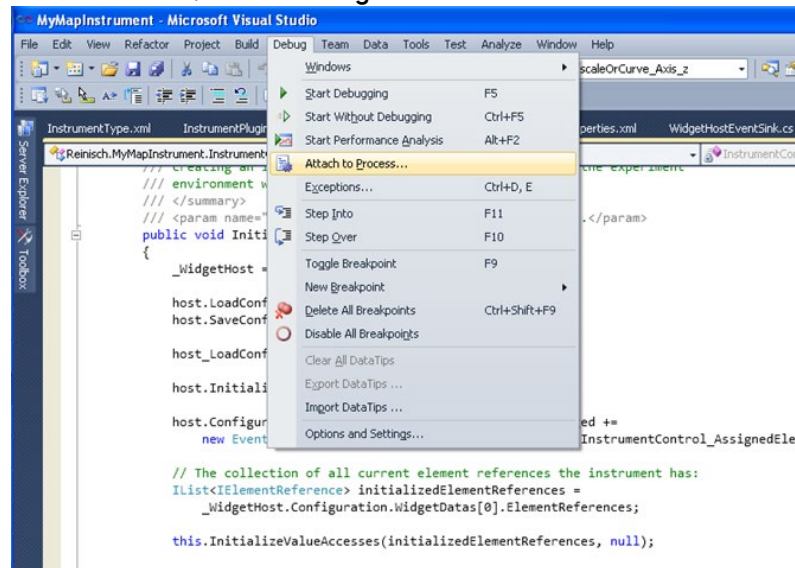 MyMapInstrument - Microsoft Visual Studio
File Edit View Refactor Project Build Debug Team Data Tools Test Analyze Window Help
Windows
scaleOrCurve_Axis_z
Start Debugging F5
Start Without Debugging Ctrl+F5
Start Performance Analysis Alt+F2
Attach to Process...
Exceptions... Ctrl+D, E
Step Into F11
Step Over F10
Toggle Breakpoint F9
New Breakpoint
Delete All Breakpoints Ctrl+Shift+F9
Disable All Breakpoints
Clear All DataTips
Export DataTips ...
Import DataTips ...
Options and Settings...
Server Explorer
Toolbox
InstrumentType.xml InstrumentPlugin perties.xml WidgetHostEventSink.cs
Reinisch.MyMapInstrument.Instrument InstrumentCo
/// environment w
/// </summary>
/// <param name=" .</param>
public void Initi
{
_WidgetHost =
host.LoadConf
host.SaveConf
host_LoadConf
host.Initiali
host.Configur ed +=
new Event InstrumentControl_AssignedEle
// The collection of all current element references the instrument has:
IList<IElementReference> initializedElementReferences =
_WidgetHost.Configuration.WidgetDatas[0].ElementReferences;
this.InitializeValueAccesses(initializedElementReferences, null);